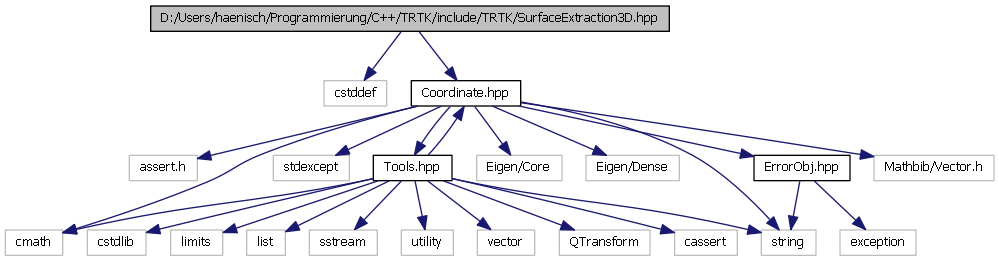 D:/Users/haenisch/Programmierung/C++/TRTK/include/TRTK/SurfaceExtraction3D.hpp
cstddef
Coordinate.hpp
assert.h
stdexcept
Tools.hpp
Eigen/Core
Eigen/Dense
ErrorObj.hpp
Mathbib/Vector.h
cmath
cstdlib
limits
list
sstream
utility
vector
QTransform
cassert
string
exception